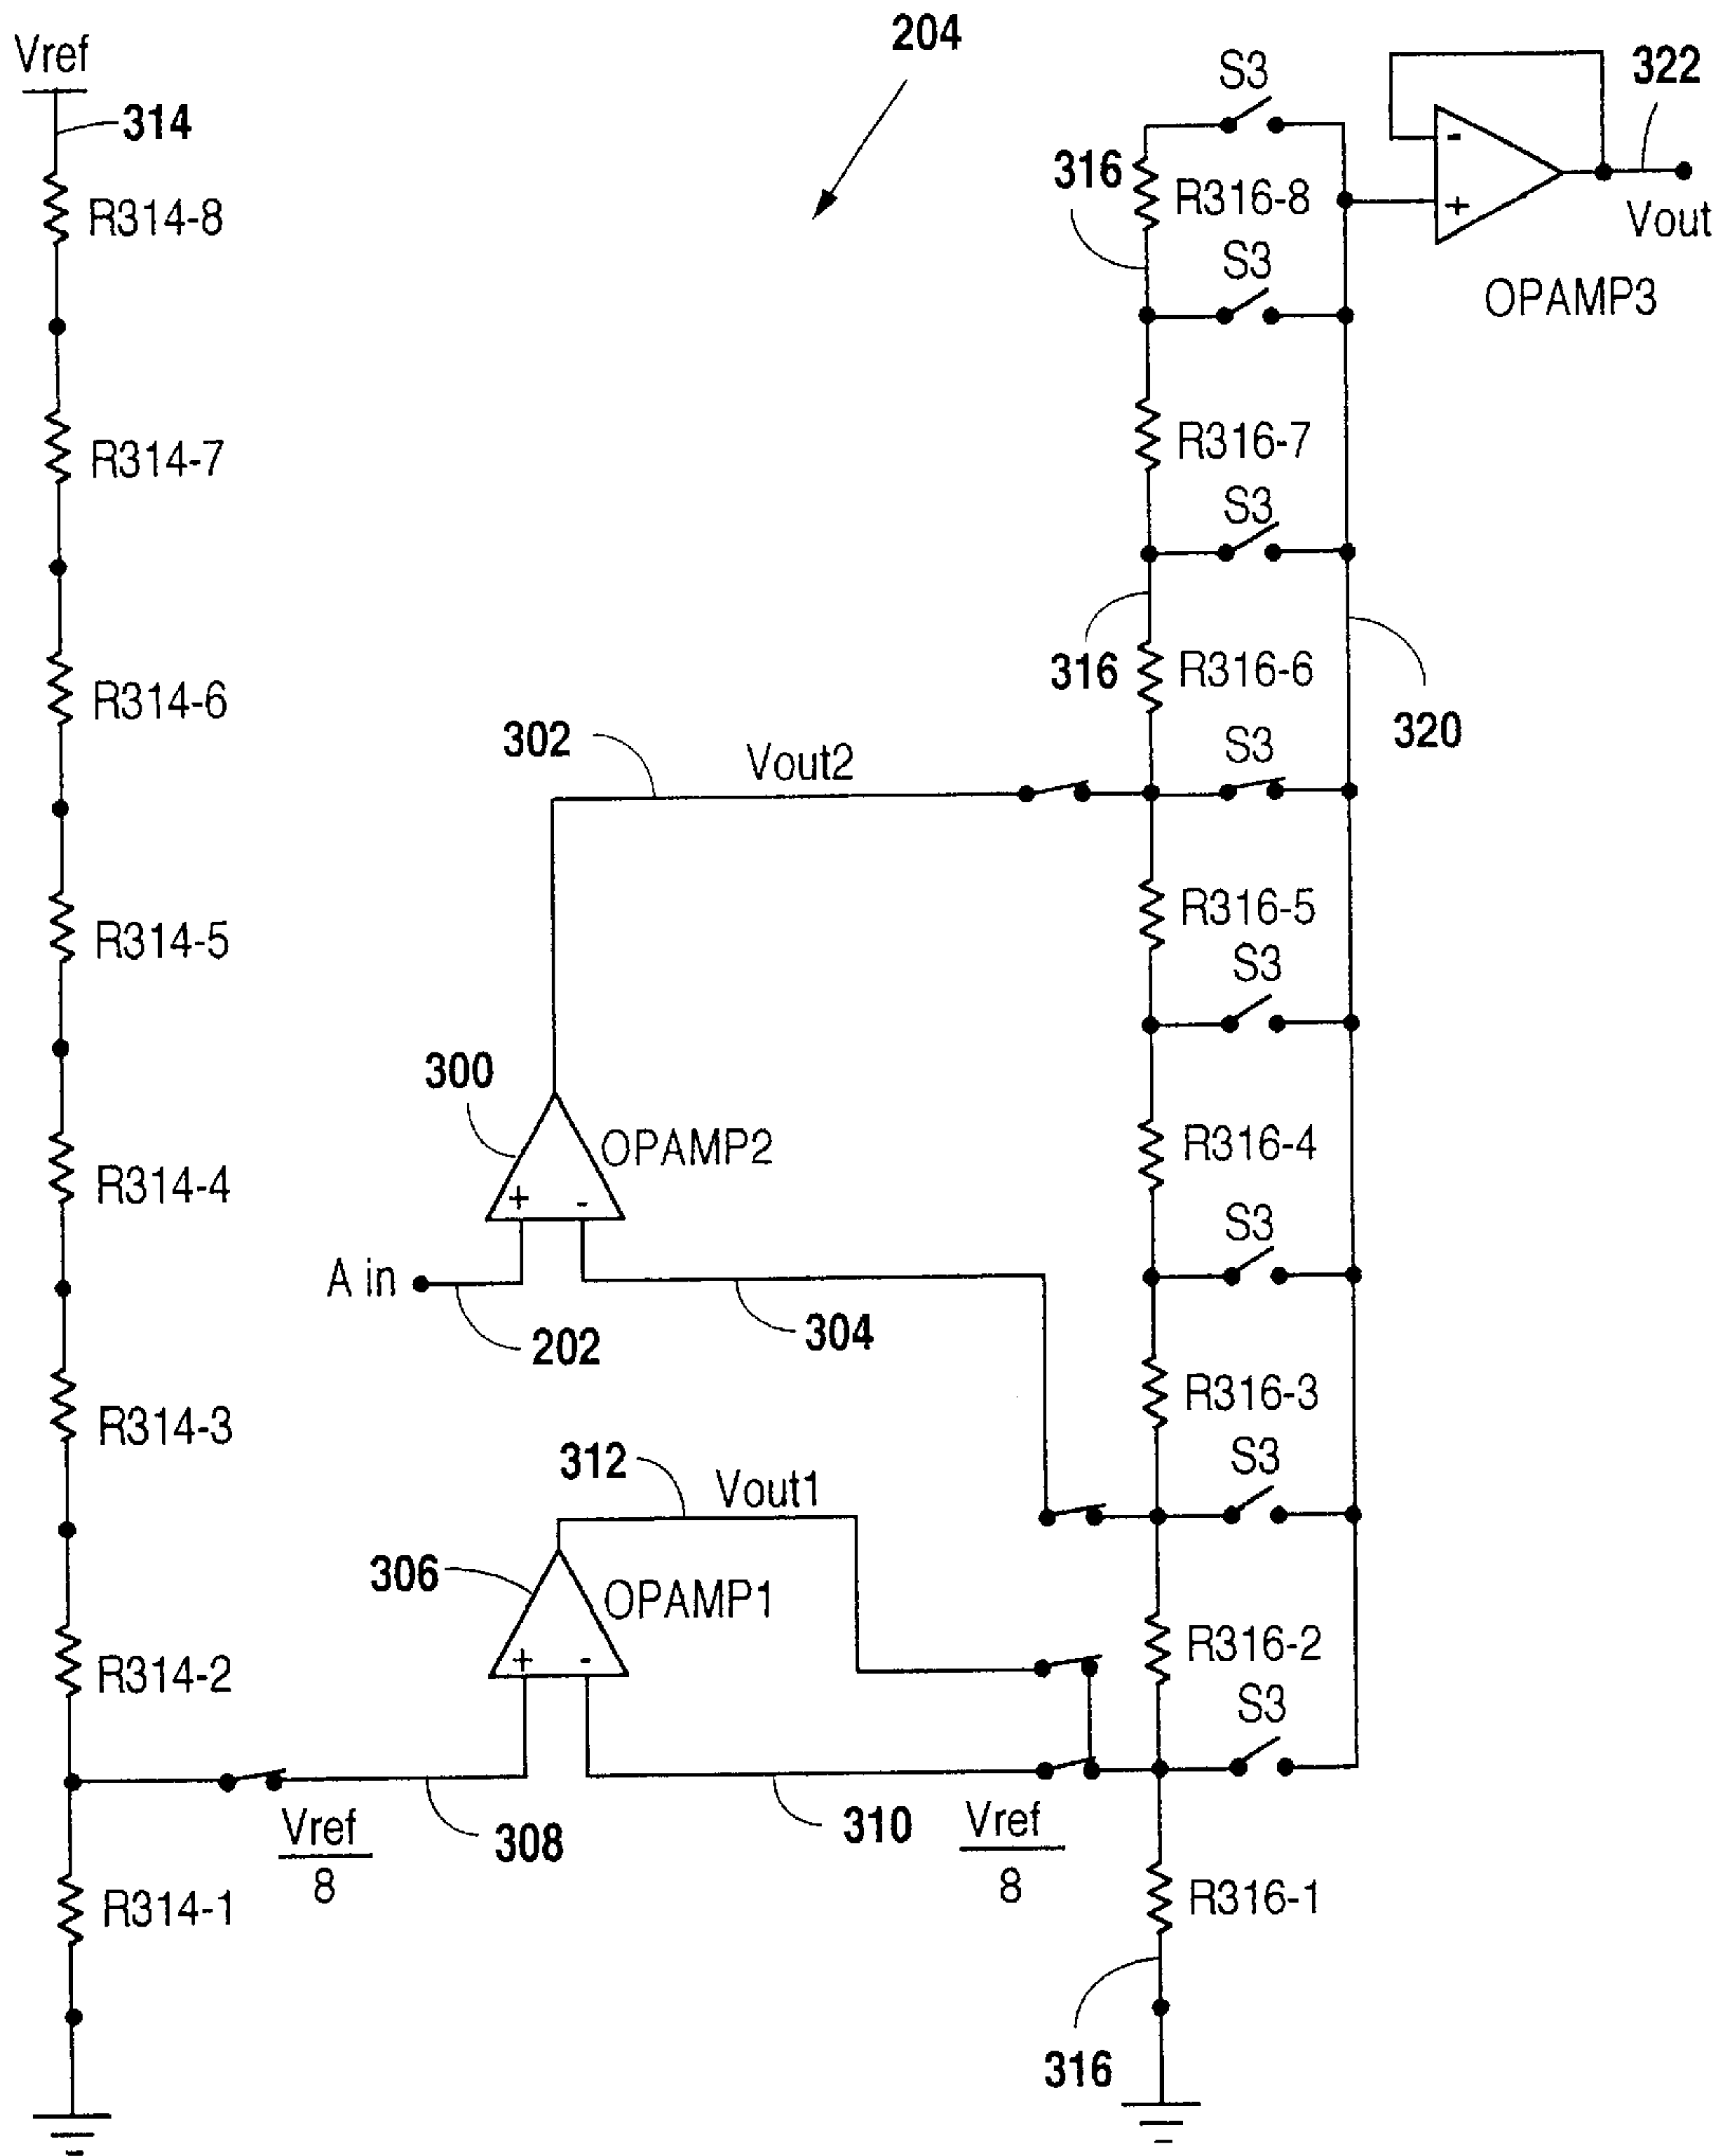 204
Vref
314
R314-8
R314-7
R314-6
R314-5
R314-4
R314-3
R314-2
R314-1
S3
322
316
R316-8
-
+
Vout
OPAMP3
S3
R316-7
S3
316
R316-6
320
302
Vout2
S3
R316-5
S3
300
OPAMP2
+ -
R316-4
S3
A in
202
304
R316-3
312
Vout1
S3
306
OPAMP1
+ -
R316-2
S3
Vref
8
308
310
Vref
8
R316-1
316